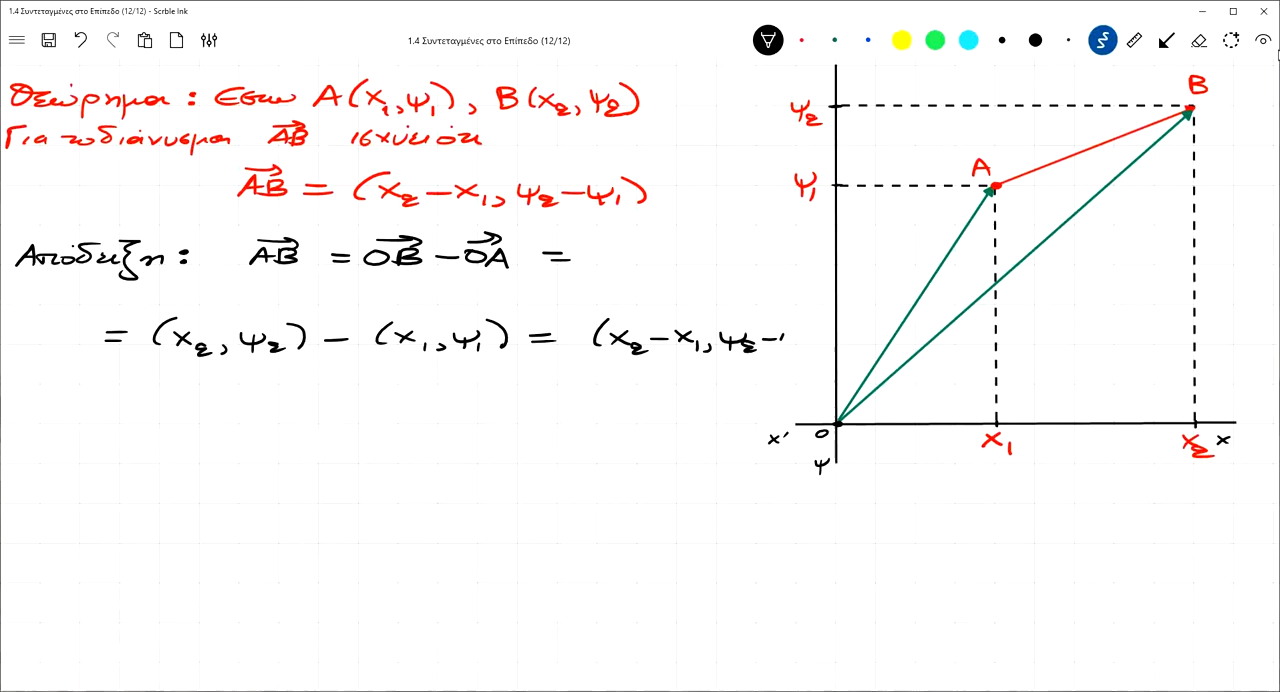 1.4 Συντεταγμένες στο Επίπεδο (12/12) - Scrble Ink
1.4 Συντεταγμένες στο Επίπεδο (12/12)
Θεώρημα : Εστω A(x₁,ψ₁), B(x₂,ψ₂)
Για το διάνυσμα AB⃗ ισχύει ότι
AB⃗ = (x₂-x₁, ψ₂-ψ₁)
Απόδειξη : AB⃗ = OB⃗ - OA⃗ =
= (x₂, ψ₂) - (x₁, ψ₁) = (x₂-x₁, ψ₂-
B
ψ₂
A
ψ₁
x' O x₁ x₂ x
ψ'